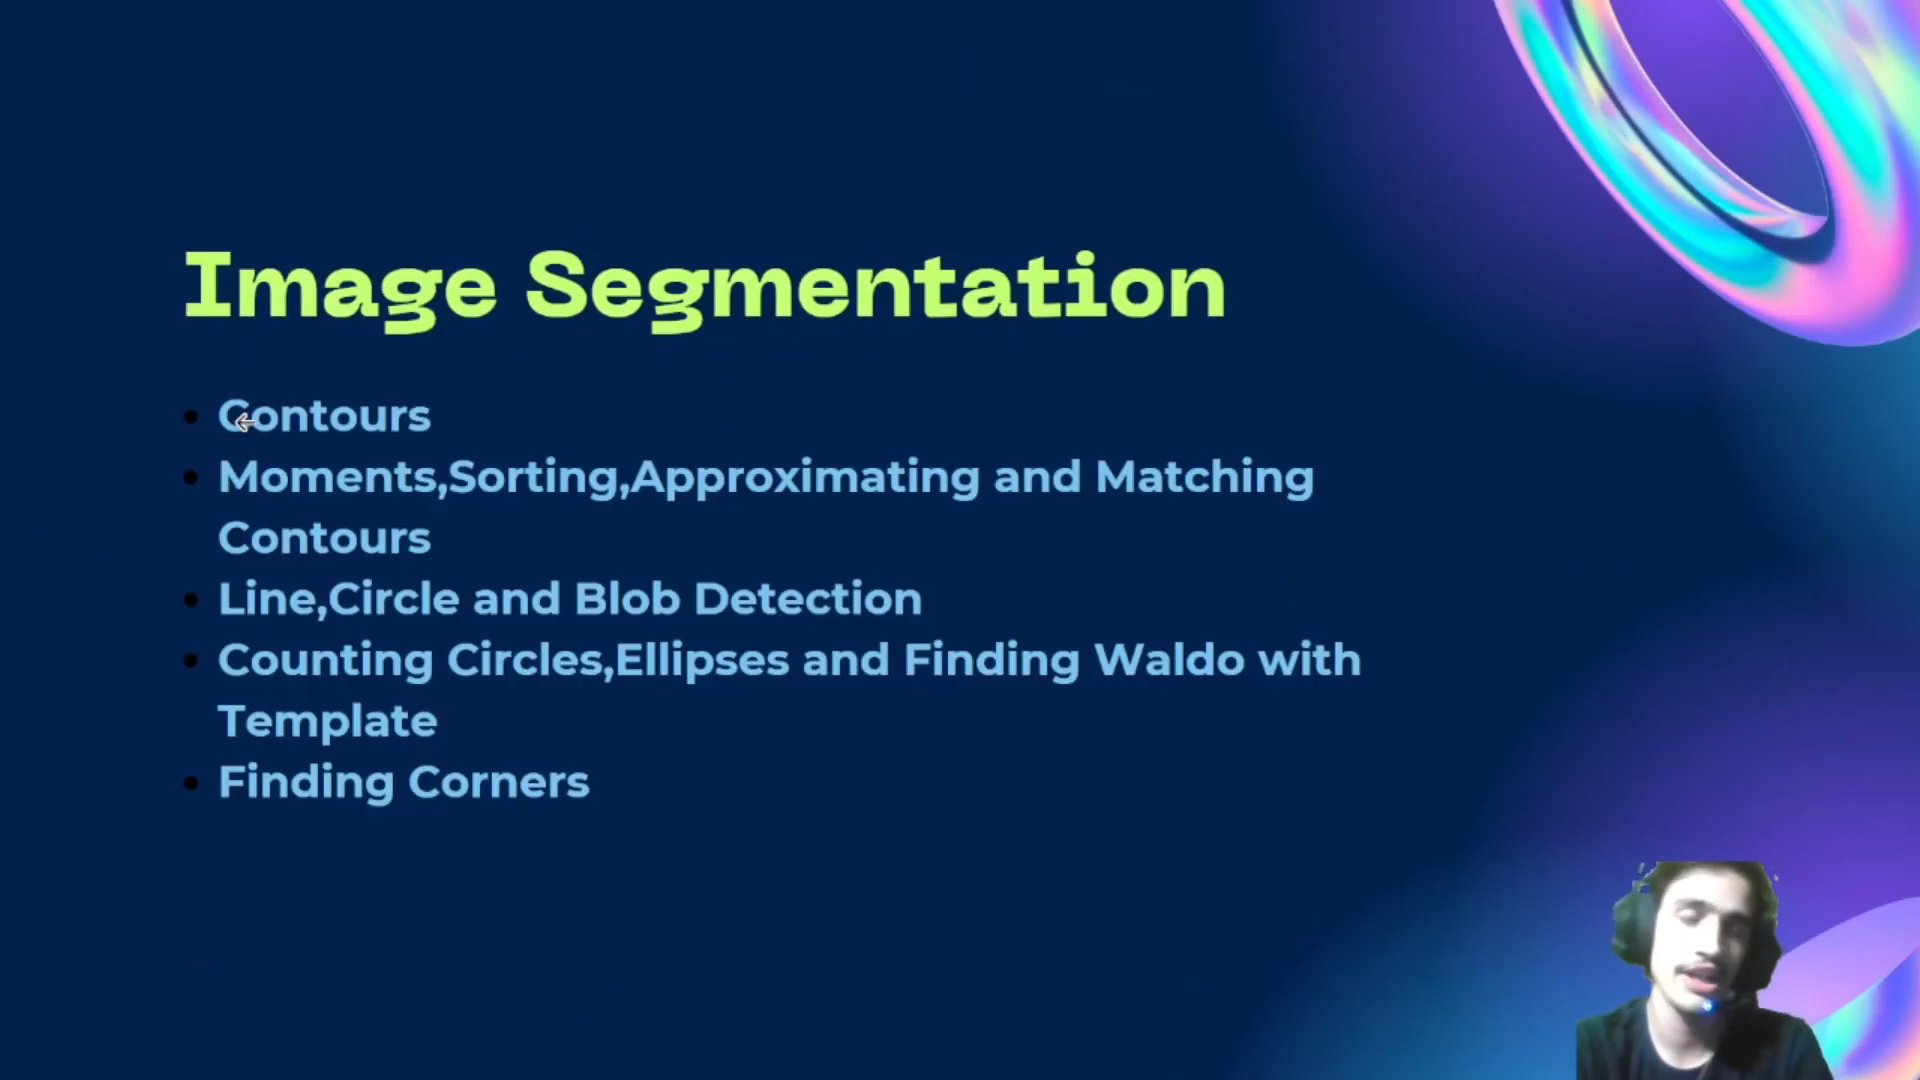 Image Segmentation
• Contours
• Moments,Sorting,Approximating and Matching
Contours
• Line,Circle and Blob Detection
• Counting Circles,Ellipses and Finding Waldo with
Template
• Finding Corners